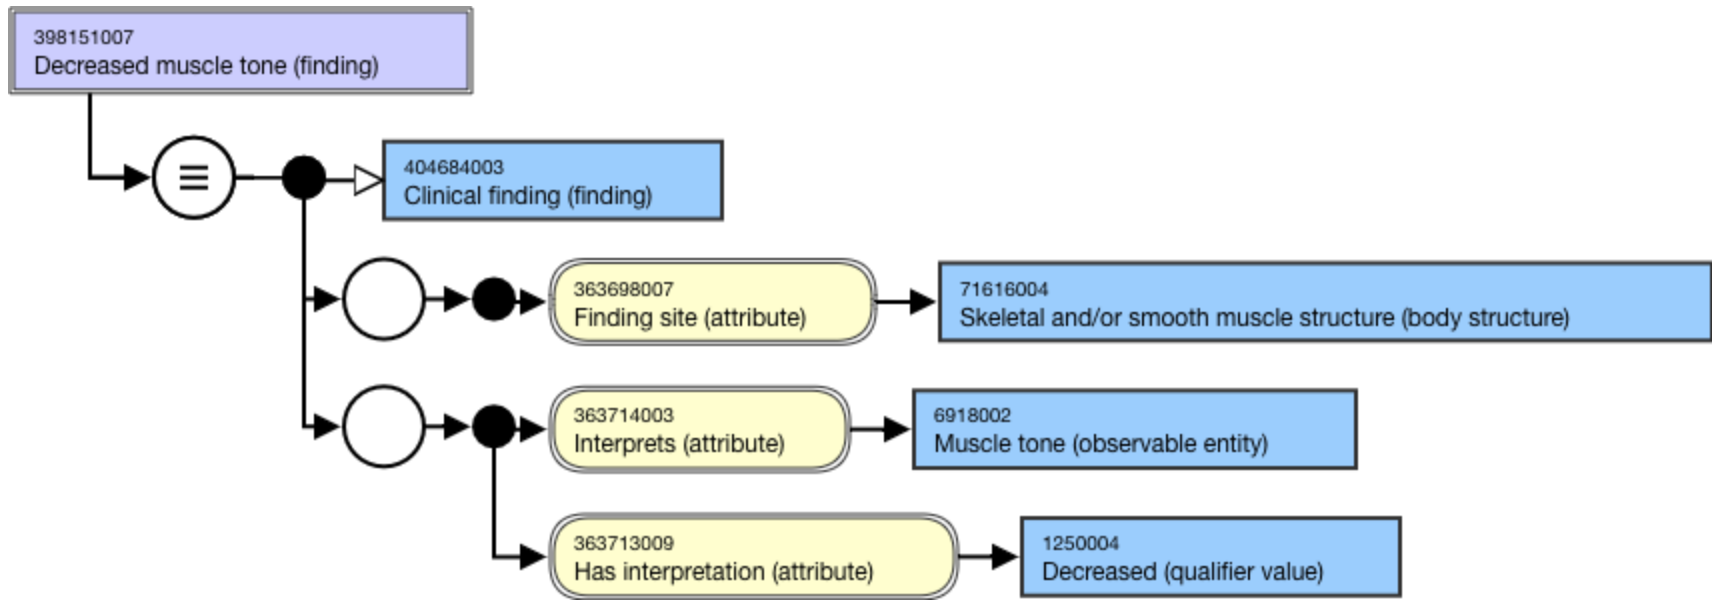 398151007
Decreased muscle tone (finding)
404684003
Clinical finding (finding)
363698007
Finding site (attribute)
71616004
Skeletal and/or smooth muscle structure (body structure)
363714003
Interprets (attribute)
6918002
Muscle tone (observable entity)
363713009
Has interpretation (attribute)
1250004
Decreased (qualifier value)